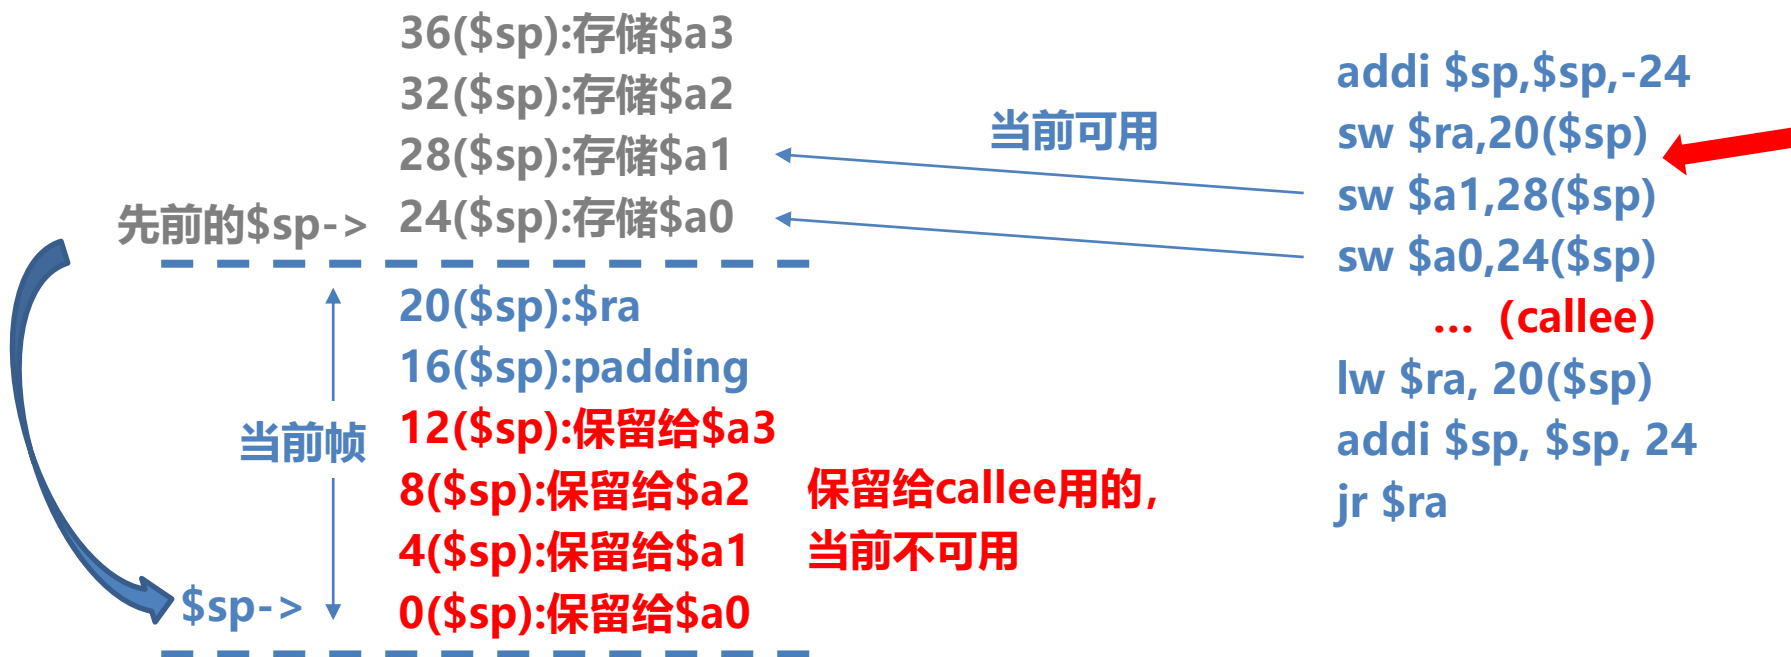 36($sp):存储$a3
32($sp):存储$a2
28($sp):存储$a1
先前的$sp-> 24($sp):存储$a0
20($sp):$ra
16($sp):padding
12($sp):保留给$a3
8($sp):保留给$a2
4($sp):保留给$a1
$sp-> 0($sp):保留给$a0
当前帧
保留给callee用的,
当前不可用
当前可用
addi $sp,$sp,-24
sw $ra,20($sp)
sw $a1,28($sp)
sw $a0,24($sp)
... (callee)
lw $ra, 20($sp)
addi $sp, $sp, 24
jr $ra